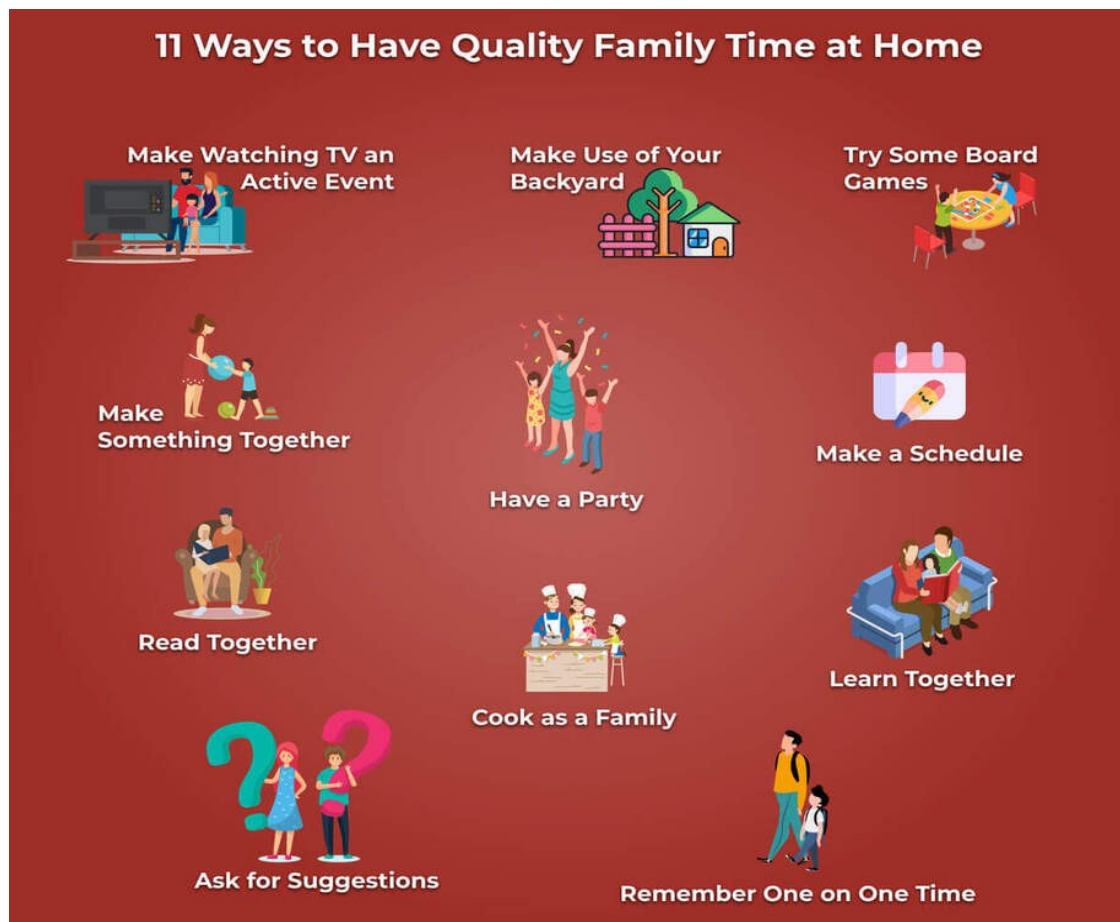 11 Ways to Have Quality Family Time at Home
Make Watching TV an
Active Event
Make Use of Your
Backyard
Try Some Board
Games
Make
Something Together
Have a Party
Make a Schedule
Read Together
Cook as a Family
Learn Together
Ask for Suggestions
Remember One on One Time